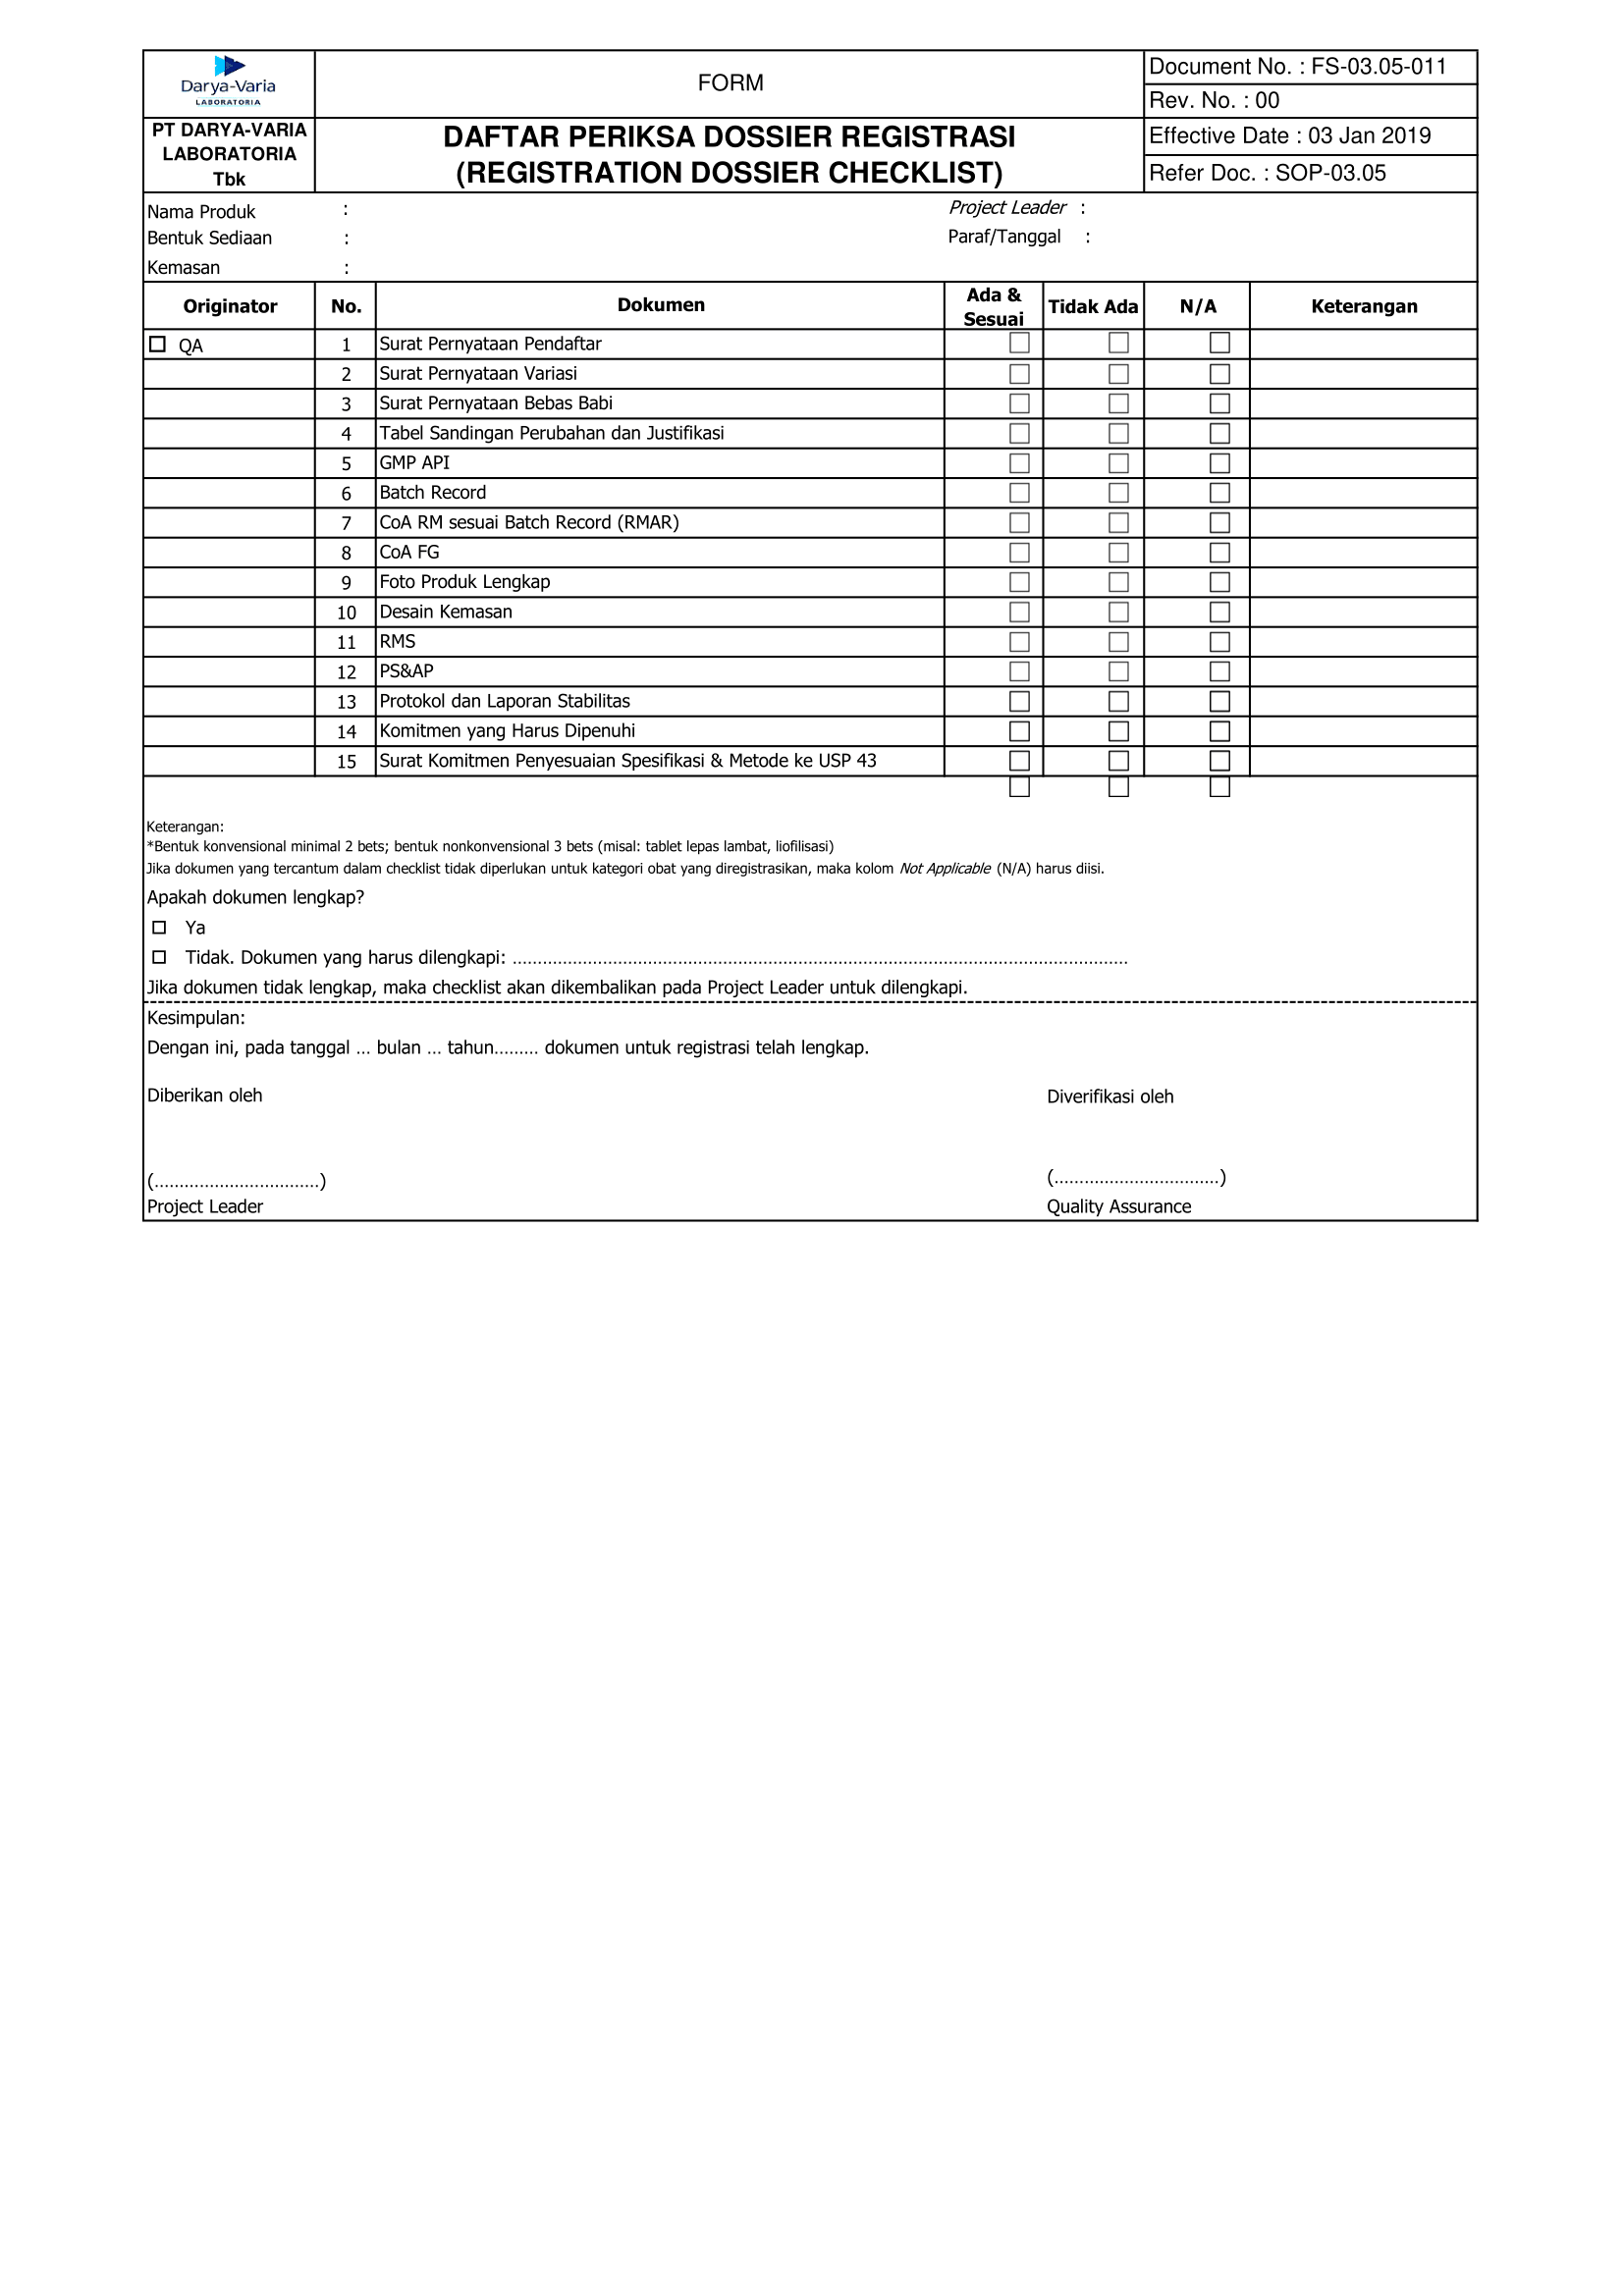 Darya-Varia
LABORATORIA
FORM
Document No. : FS-03.05-011
Rev. No. : 00
PT DARYA-VARIA
LABORATORIA
Tbk
DAFTAR PERIKSA DOSSIER REGISTRASI
(REGISTRATION DOSSIER CHECKLIST)
Effective Date : 03 Jan 2019
Refer Doc. : SOP-03.05
Nama Produk :
Project Leader :
Bentuk Sediaan :
Paraf/Tanggal :
Kemasan :
Originator No. Dokumen Ada & Sesuai Tidak Ada N/A Keterangan
☐ QA 1 Surat Pernyataan Pendaftar ☐ ☐ ☐
2 Surat Pernyataan Variasi ☐ ☐ ☐
3 Surat Pernyataan Bebas Babi ☐ ☐ ☐
4 Tabel Sandingan Perubahan dan Justifikasi ☐ ☐ ☐
5 GMP API ☐ ☐ ☐
6 Batch Record ☐ ☐ ☐
7 CoA RM sesuai Batch Record (RMAR) ☐ ☐ ☐
8 CoA FG ☐ ☐ ☐
9 Foto Produk Lengkap ☐ ☐ ☐
10 Desain Kemasan ☐ ☐ ☐
11 RMS ☐ ☐ ☐
12 PS&AP ☐ ☐ ☐
13 Protokol dan Laporan Stabilitas ☐ ☐ ☐
14 Komitmen yang Harus Dipenuhi ☐ ☐ ☐
15 Surat Komitmen Penyesuaian Spesifikasi & Metode ke USP 43 ☐ ☐ ☐
☐ ☐ ☐
Keterangan:
*Bentuk konvensional minimal 2 bets; bentuk nonkonvensional 3 bets (misal: tablet lepas lambat, liofilisasi)
Jika dokumen yang tercantum dalam checklist tidak diperlukan untuk kategori obat yang diregistrasikan, maka kolom Not Applicable (N/A) harus diisi.
Apakah dokumen lengkap?
☐ Ya
☐ Tidak. Dokumen yang harus dilengkapi: ........................................................................................................................
Jika dokumen tidak lengkap, maka checklist akan dikembalikan pada Project Leader untuk dilengkapi.
Kesimpulan:
Dengan ini, pada tanggal ... bulan ... tahun......... dokumen untuk registrasi telah lengkap.
Diberikan oleh
Diverifikasi oleh
(.................................)
(.................................)
Project Leader
Quality Assurance